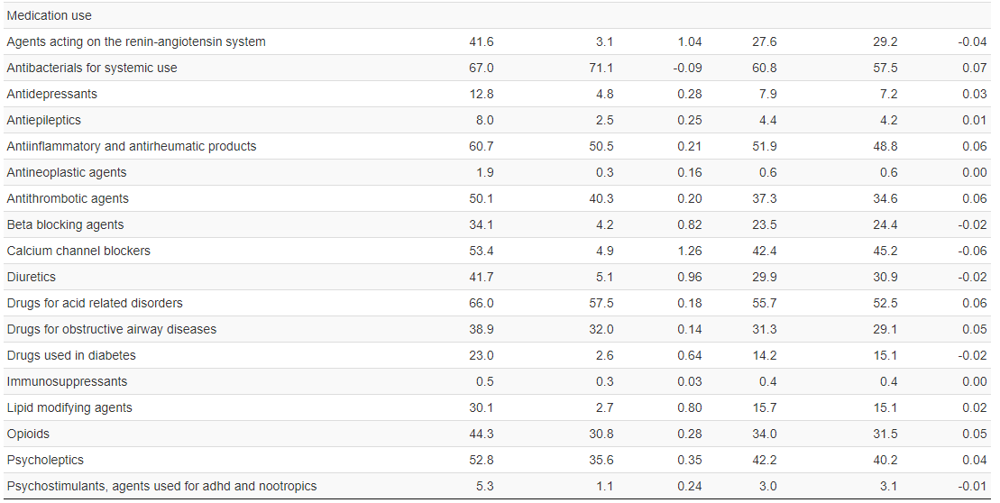 Medication use
Agents acting on the renin-angiotensin system 41.6 3.1 1.04 27.6 29.2 -0.04
Antibacterials for systemic use 67.0 71.1 -0.09 60.8 57.5 0.07
Antidepressants 12.8 4.8 0.28 7.9 7.2 0.03
Antiepileptics 8.0 2.5 0.25 4.4 4.2 0.01
Antiinflammatory and antirheumatic products 60.7 50.5 0.21 51.9 48.8 0.06
Antineoplastic agents 1.9 0.3 0.16 0.6 0.6 0.00
Antithrombotic agents 50.1 40.3 0.20 37.3 34.6 0.06
Beta blocking agents 34.1 4.2 0.82 23.5 24.4 -0.02
Calcium channel blockers 53.4 4.9 1.26 42.4 45.2 -0.06
Diuretics 41.7 5.1 0.96 29.9 30.9 -0.02
Drugs for acid related disorders 66.0 57.5 0.18 55.7 52.5 0.06
Drugs for obstructive airway diseases 38.9 32.0 0.14 31.3 29.1 0.05
Drugs used in diabetes 23.0 2.6 0.64 14.2 15.1 -0.02
Immunosuppressants 0.5 0.3 0.03 0.4 0.4 0.00
Lipid modifying agents 30.1 2.7 0.80 15.7 15.1 0.02
Opioids 44.3 30.8 0.28 34.0 31.5 0.05
Psycholeptics 52.8 35.6 0.35 42.2 40.2 0.04
Psychostimulants, agents used for adhd and nootropics 5.3 1.1 0.24 3.0 3.1 -0.01